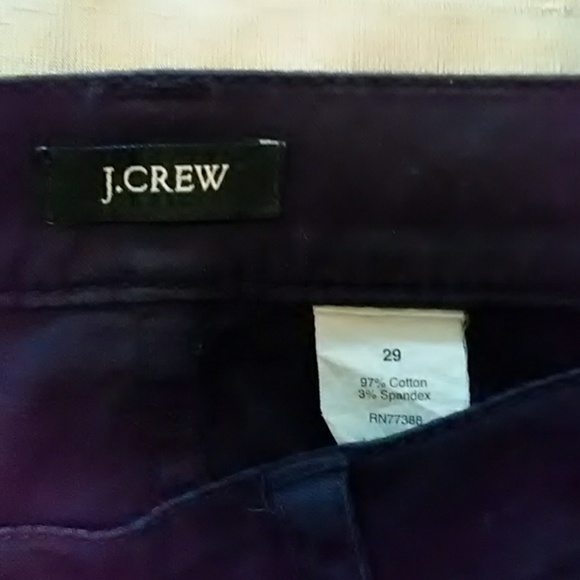 J.CREW
29
97% Cotton
3% Spandex
RN77388